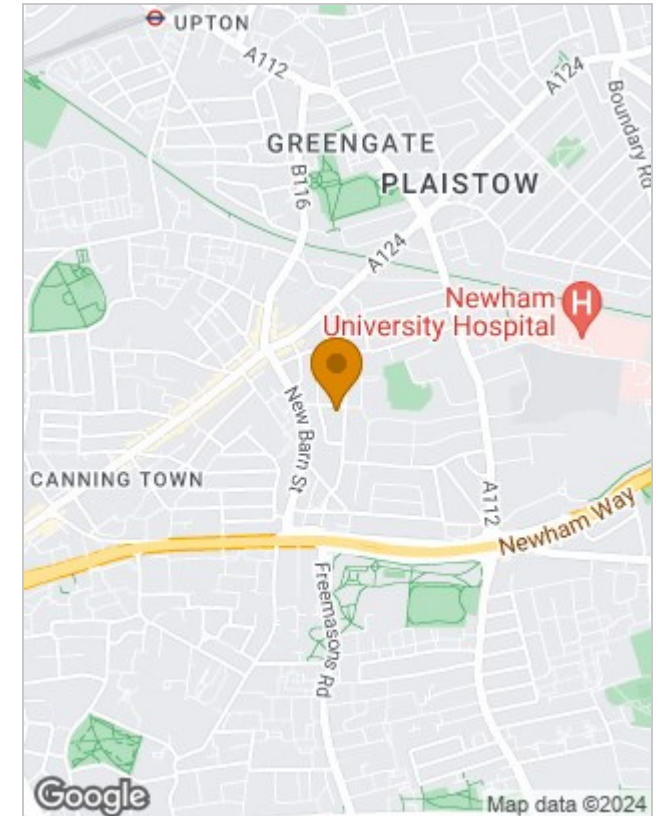 UPTON
A112
A124
Boundary Rd
GREENGATE
B116
PLAISTOW
A124
Newham
University Hospital
H
New Barn St
CANNING TOWN
A112
Newham Way
Freemasons Rd
Google
Map data ©2024